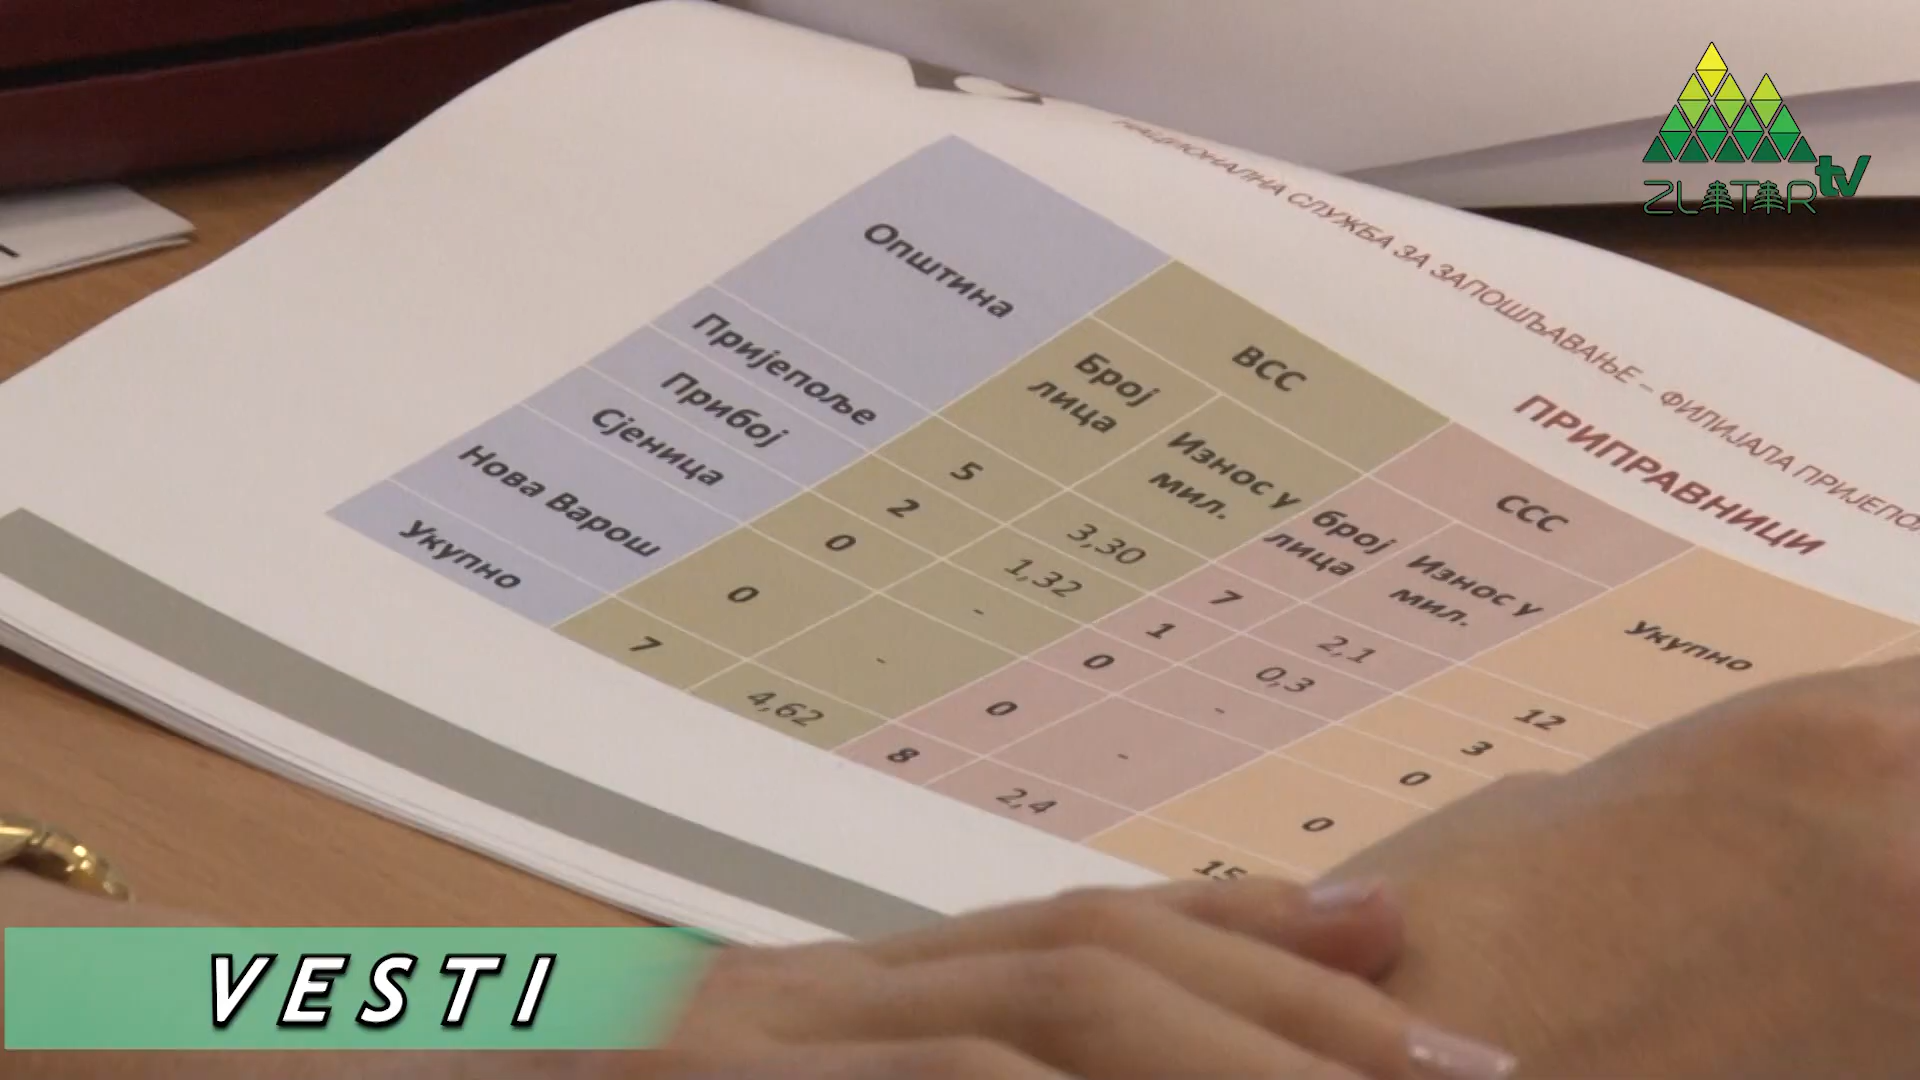 ZLATAR tv
НАЦИОНАЛНА СЛУЖБА ЗА ЗАПОШЉАВАЊЕ – ФИЛИЈАЛА
ПРИПРАВНИЦИ
Општина ВСС ССС Укупно
Број лица Износ у мил. број лица Износ у мил.
Пријепоље 5 3,30 7 2,1 12
Прибој 2 1,32 1 0,3 3
Сјеница 0 - 0 - 0
Нова Варош 0 - 0 - 0
Укупно 7 4,62 8 2,4 15
VESTI